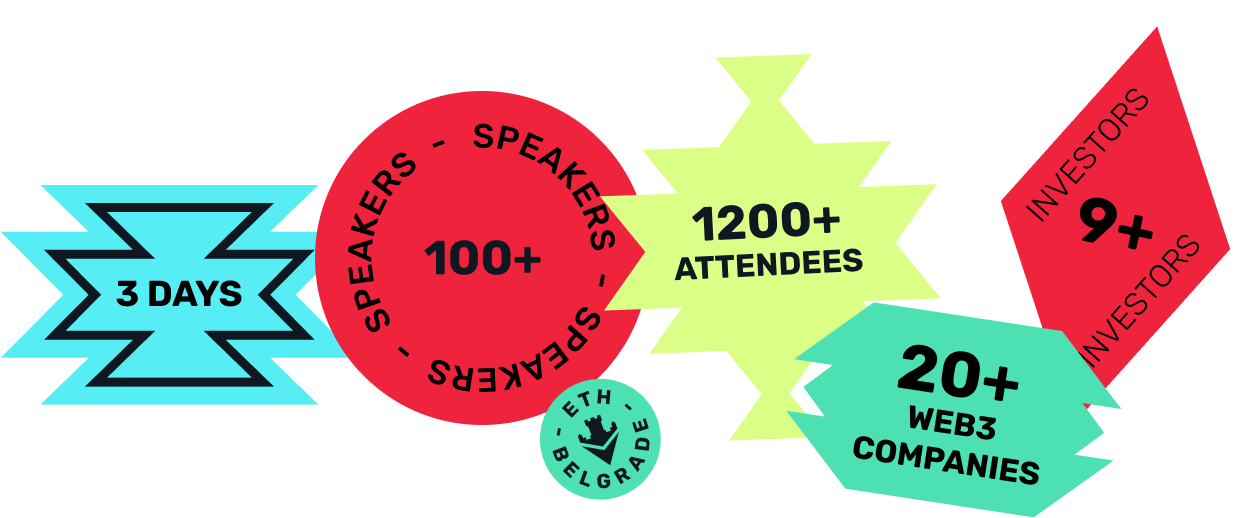 3 DAYS
SPEAKERS - SPEAKERS - SPEAKERS -
100+
- ETH - BELGRADE
1200+
ATTENDEES
20+
WEB3
COMPANIES
INVESTORS
9+
INVESTORS